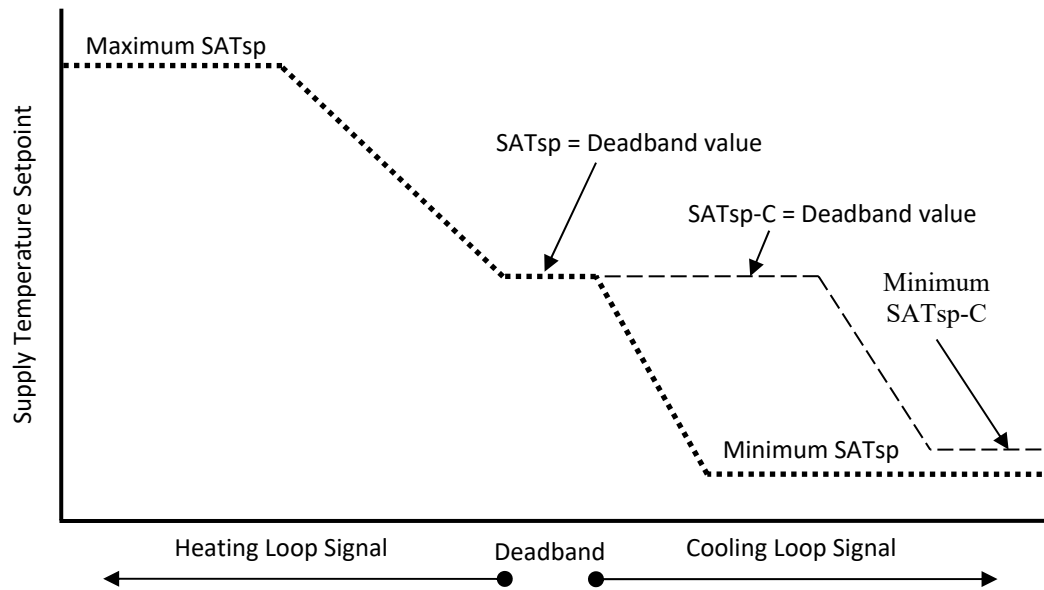 Maximum SATsp
Supply Temperature Setpoint
SATsp = Deadband value
SATsp-C = Deadband value
Minimum
SATsp-C
Minimum SATsp
Heating Loop Signal
Deadband
Cooling Loop Signal